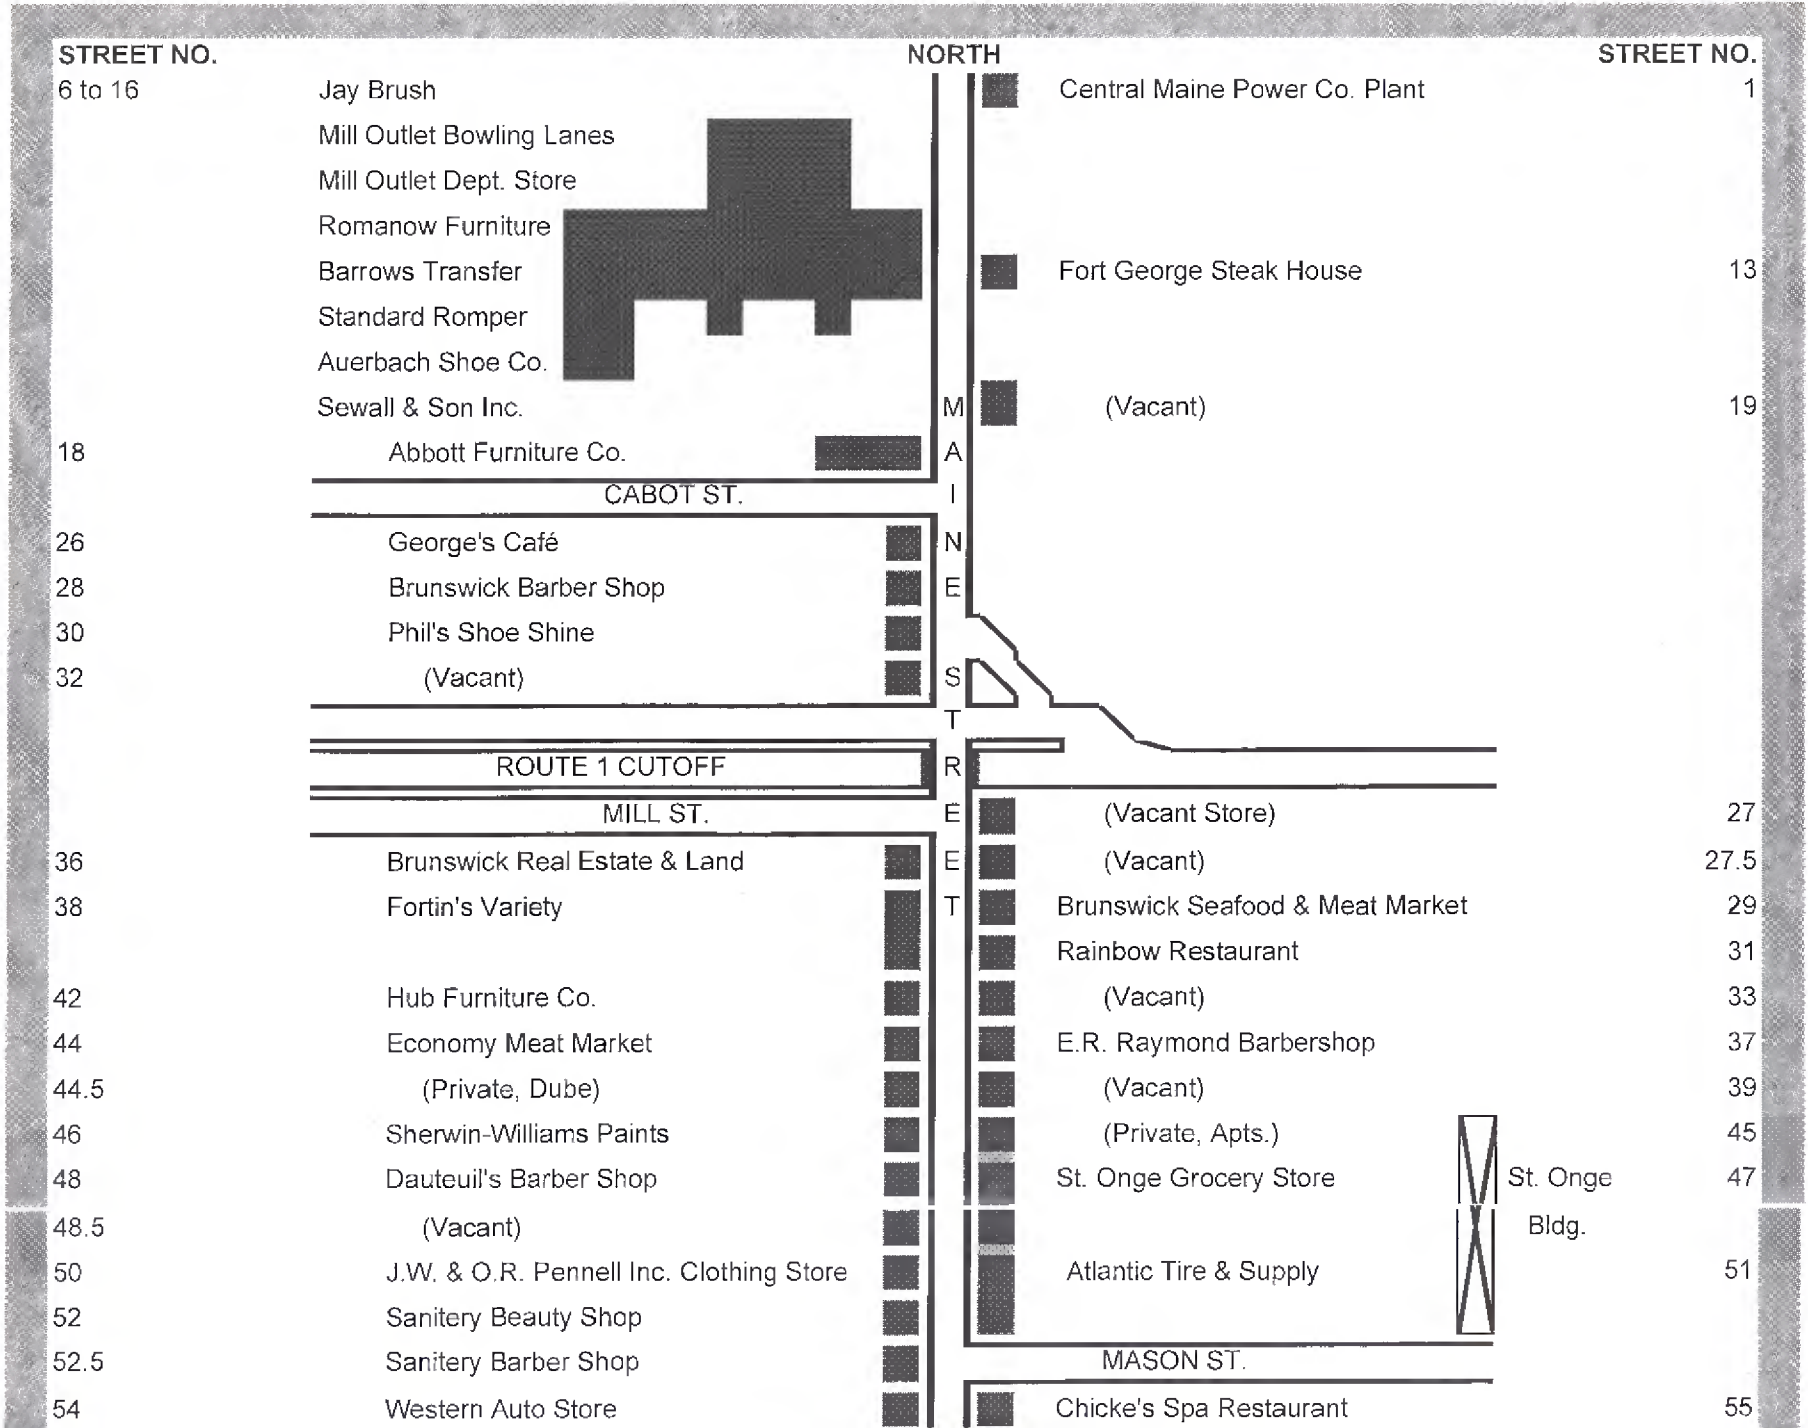 STREET NO. NORTH STREET NO.
6 to 16 Jay Brush Central Maine Power Co. Plant 1
Mill Outlet Bowling Lanes
Mill Outlet Dept. Store
Romanow Furniture
Barrows Transfer Fort George Steak House 13
Standard Romper
Auerbach Shoe Co.
Sewall & Son Inc. M (Vacant) 19
18 Abbott Furniture Co. A
CABOT ST. I
26 George's Café N
28 Brunswick Barber Shop E
30 Phil's Shoe Shine
32 (Vacant) S
T
ROUTE 1 CUTOFF R
MILL ST. E (Vacant Store) 27
36 Brunswick Real Estate & Land E (Vacant) 27.5
38 Fortin's Variety T Brunswick Seafood & Meat Market 29
Rainbow Restaurant 31
42 Hub Furniture Co. (Vacant) 33
44 Economy Meat Market E.R. Raymond Barbershop 37
44.5 (Private, Dube) (Vacant) 39
46 Sherwin-Williams Paints (Private, Apts.) 45
48 Dauteuil's Barber Shop St. Onge Grocery Store St. Onge 47
48.5 (Vacant) Bldg.
50 J.W. & O.R. Pennell Inc. Clothing Store Atlantic Tire & Supply 51
52 Sanitery Beauty Shop
52.5 Sanitery Barber Shop MASON ST.
54 Western Auto Store Chicke's Spa Restaurant 55